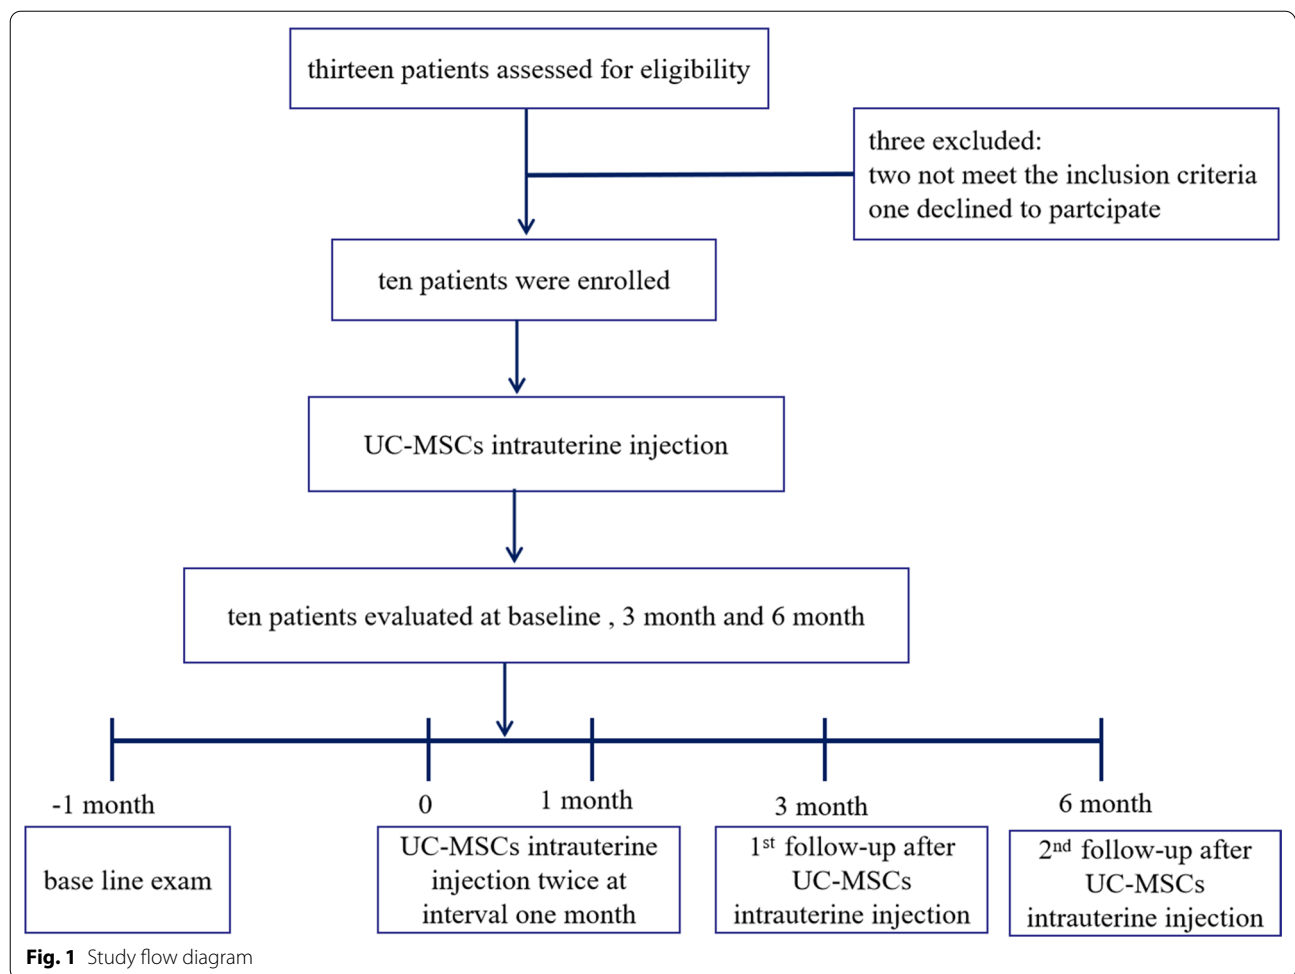 thirteen patients assessed for eligibility
three excluded:
two not meet the inclusion criteria
one declined to partcipate
ten patients were enrolled
UC-MSCs intrauterine injection
ten patients evaluated at baseline , 3 month and 6 month
-1 month
0
1 month
3 month
6 month
base line exam
UC-MSCs intrauterine
injection twice at
interval one month
1st follow-up after
UC-MSCs
intrauterine injection
2nd follow-up after
UC-MSCs
intrauterine injection
Fig. 1 Study flow diagram